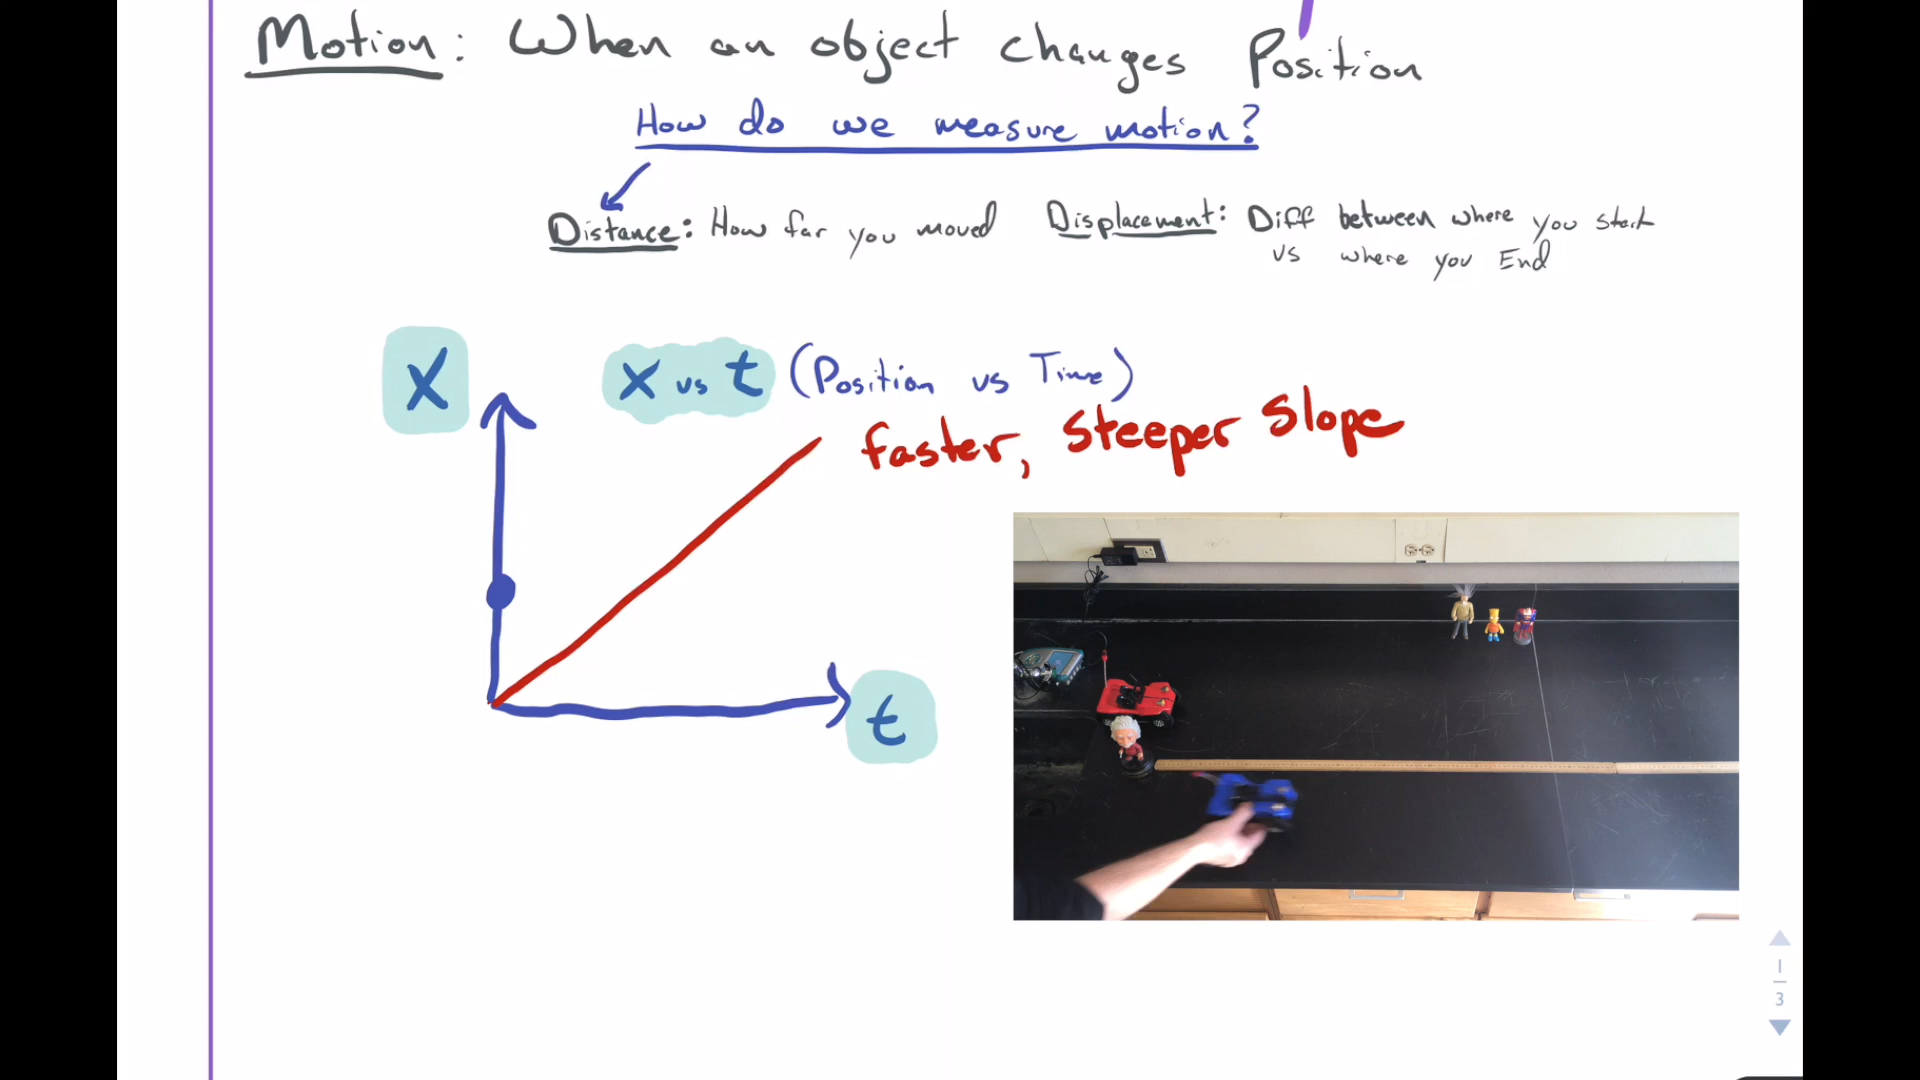 Motion: When an object changes Position
How do we measure motion?
Distance: How far you moved
Displacement: Diff between where you start
vs where you End
X
x vs t (Position vs Time)
faster, steeper slope
t
1
3